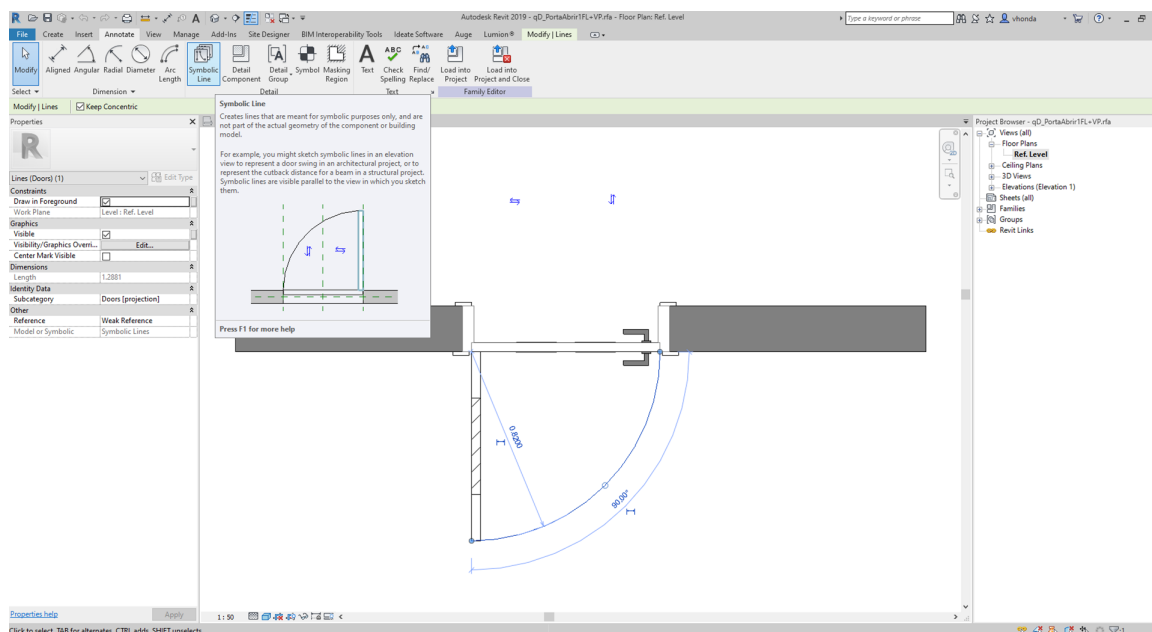 Autodesk Revit 2019 - qD_PortaAbrir1FL+VP.rfa - Floor Plan: Ref. Level
Type a keyword or phrase
vhonda
File Create Insert Annotate View Manage Add-Ins Site Designer BIM Interoperability Tools Ideate Software Auge Lumion® Modify | Lines
Modify Aligned Angular Radial Diameter Arc Length Symbolic Line Detail Component Detail Group Symbol Masking Region Text Check Spelling Find/ Replace Load into Project Load into Project and Close
Select Dimension Detail Text Family Editor
Modify | Lines Keep Concentric
Properties
Lines (Doors) (1) Edit Type
Constraints
Draw in Foreground
Work Plane Level : Ref. Level
Graphics
Visible
Visibility/Graphics Overri... Edit...
Center Mark Visible
Dimensions
Length 1.2881
Identity Data
Subcategory Doors [projection]
Other
Reference Weak Reference
Model or Symbolic Symbolic Lines
Properties help Apply
Symbolic Line
Creates lines that are meant for symbolic purposes only, and are
not part of the actual geometry of the component or building
model.
For example, you might sketch symbolic lines in an elevation
view to represent a door swing in an architectural project, or to
represent the cutback distance for a beam in a structural project.
Symbolic lines are visible parallel to the view in which you sketch
them.
Press F1 for more help
0.8200
90.00°
Project Browser - qD_PortaAbrir1FL+VP.rfa
Views (all)
Floor Plans
Ref. Level
Ceiling Plans
3D Views
Elevations (Elevation 1)
Sheets (all)
Families
Groups
Revit Links
1 : 50
Click to select, TAB for alternates, CTRL adds, SHIFT unselects.
:1